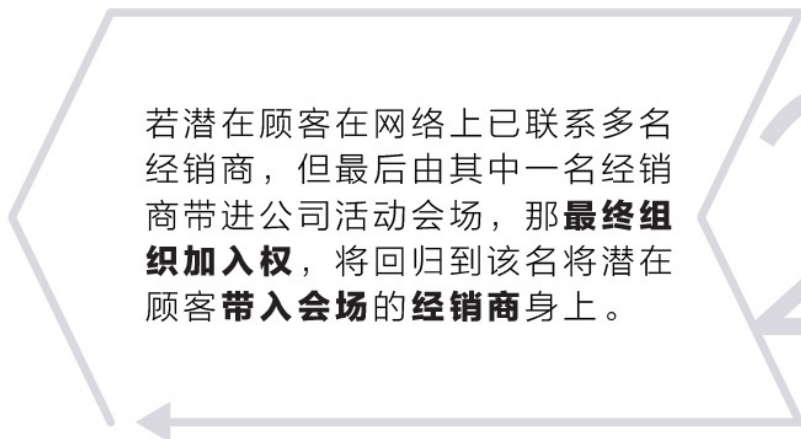 若潜在顾客在网络上已联系多名
经销商，但最后由其中一名经销
商带进公司活动会场，那最终组
织加入权，将回归到该名将潜在
顾客带入会场的经销商身上。